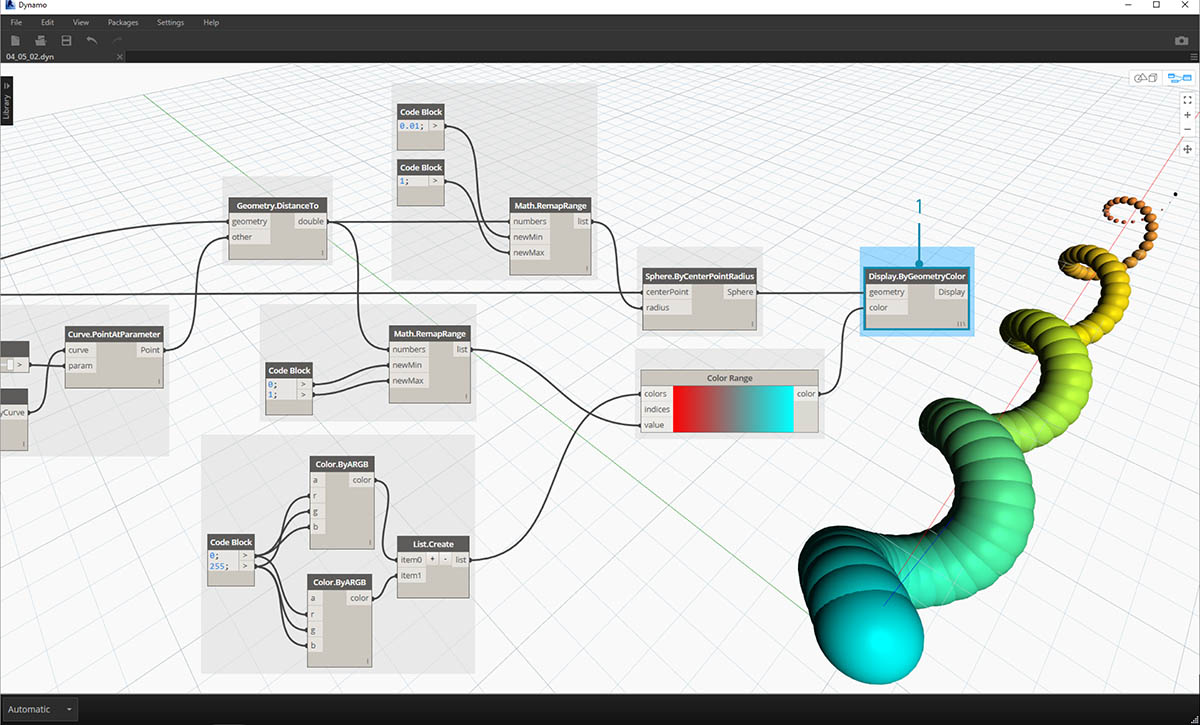 Dynamo
File Edit View Packages Settings Help
04_05_02.dyn
Library
Code Block
0.01; >
Code Block
1; >
Geometry.DistanceTo
geometry double
other
Math.RemapRange
numbers list
newMin
newMax
1
Sphere.ByCenterPointRadius
centerPoint Sphere
radius
Display.ByGeometryColor
geometry Display
color
Curve.PointAtParameter
curve Point
param
>
yCurve
Math.RemapRange
numbers list
newMin
newMax
Code Block
0; >
1; >
Color Range
colors color
indices
value
Color.ByARGB
a color
r
g
b
Code Block
0; >
255; >
List.Create
item0 + - list
item1
Color.ByARGB
a color
r
g
b
Automatic